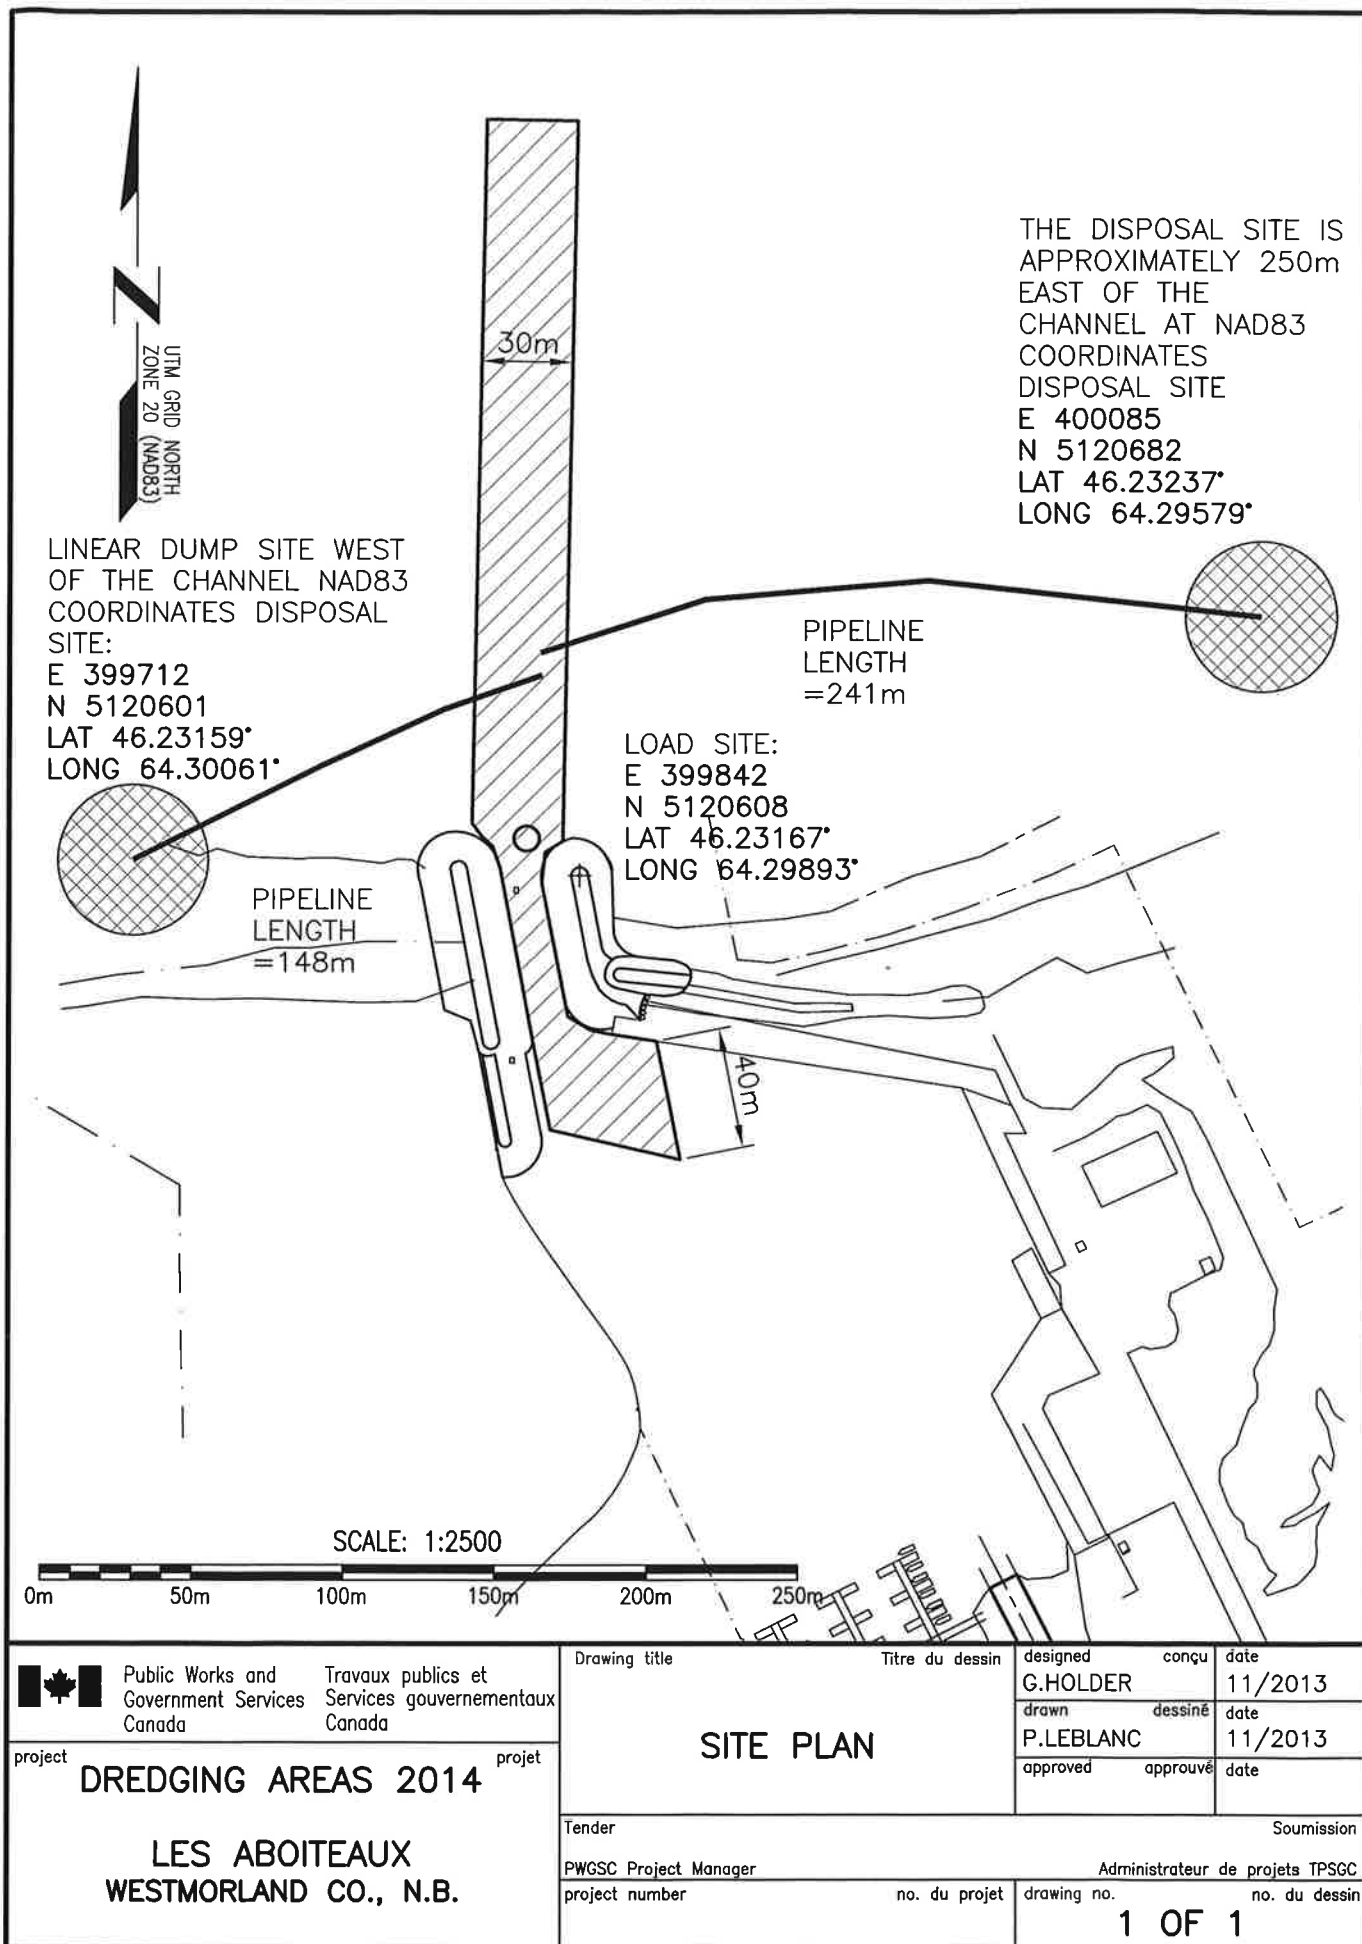 THE DISPOSAL SITE IS
APPROXIMATELY 250m
EAST OF THE
CHANNEL AT NAD83
COORDINATES
DISPOSAL SITE
E 400085
N 5120682
LAT 46.23237°
LONG 64.29579°
30m
N
UTM GRID NORTH
ZONE 20 (NAD83)
LINEAR DUMP SITE WEST
OF THE CHANNEL NAD83
COORDINATES DISPOSAL
SITE:
E 399712
N 5120601
LAT 46.23159°
LONG 64.30061°
PIPELINE
LENGTH
=241m
LOAD SITE:
E 399842
N 5120608
LAT 46.23167°
LONG 64.29893°
PIPELINE
LENGTH
=148m
40m
SCALE: 1:2500
0m 50m 100m 150m 200m 250m
Public Works and
Government Services
Canada
Travaux publics et
Services gouvernementaux
Canada
project projet
DREDGING AREAS 2014
LES ABOITEAUX
WESTMORLAND CO., N.B.
Drawing title Titre du dessin
SITE PLAN
designed conçu date
G.HOLDER 11/2013
drawn dessiné date
P.LEBLANC 11/2013
approved approuvé date
Tender Soumission
PWGSC Project Manager Administrateur de projets TPSGC
project number no. du projet
drawing no. no. du dessin
1 OF 1